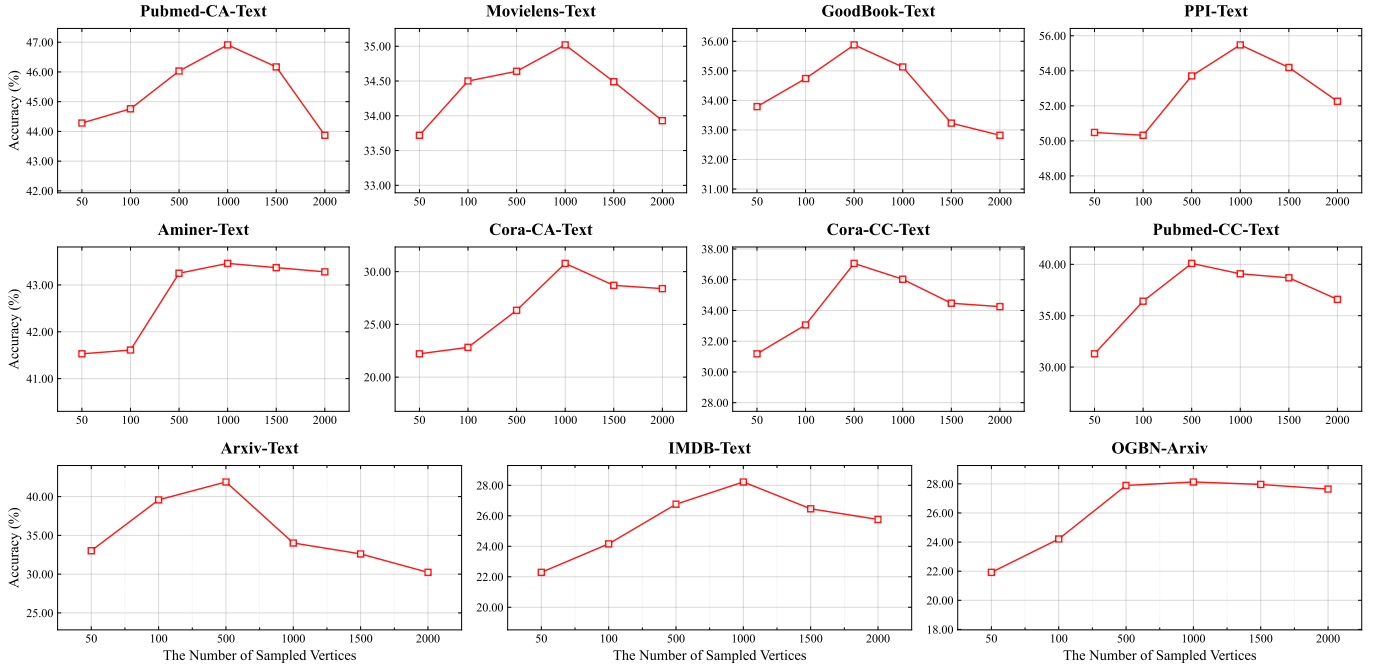 Pubmed-CA-Text
Movielens-Text
GoodBook-Text
PPI-Text
Accuracy (%)
47.00
46.00
45.00
44.00
43.00
42.00
50 100 500 1000 1500 2000
35.00
34.50
34.00
33.50
33.00
50 100 500 1000 1500 2000
36.00
35.00
34.00
33.00
32.00
31.00
50 100 500 1000 1500 2000
56.00
54.00
52.00
50.00
48.00
50 100 500 1000 1500 2000
Aminer-Text
Cora-CA-Text
Cora-CC-Text
Pubmed-CC-Text
Accuracy (%)
43.00
42.00
41.00
50 100 500 1000 1500 2000
30.00
25.00
20.00
50 100 500 1000 1500 2000
38.00
36.00
34.00
32.00
30.00
28.00
50 100 500 1000 1500 2000
40.00
35.00
30.00
50 100 500 1000 1500 2000
Arxiv-Text
IMDB-Text
OGBN-Arxiv
Accuracy (%)
40.00
35.00
30.00
25.00
50 100 500 1000 1500 2000
The Number of Sampled Vertices
28.00
26.00
24.00
22.00
20.00
50 100 500 1000 1500 2000
The Number of Sampled Vertices
28.00
26.00
24.00
22.00
20.00
18.00
50 100 500 1000 1500 2000
The Number of Sampled Vertices